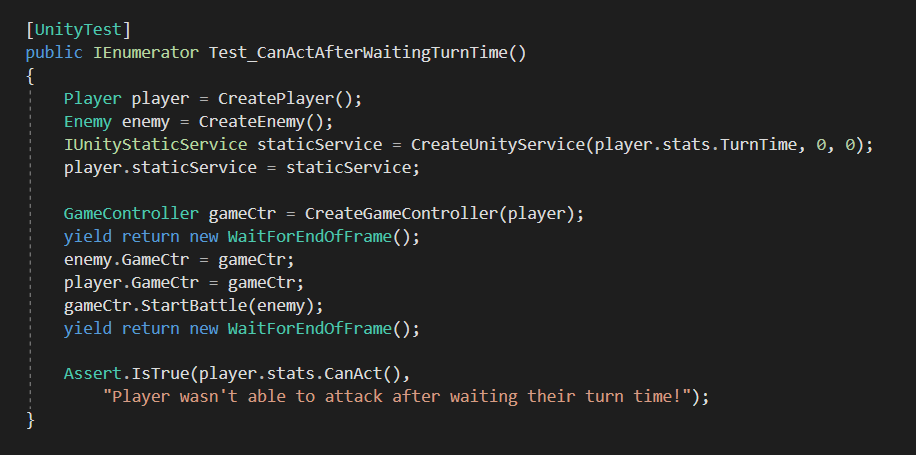 [UnityTest]
public IEnumerator Test_CanActAfterWaitingTurnTime()
{
    Player player = CreatePlayer();
    Enemy enemy = CreateEnemy();
    IUnityStaticService staticService = CreateUnityService(player.stats.TurnTime, 0, 0);
    player.staticService = staticService;

    GameController gameCtr = CreateGameController(player);
    yield return new WaitForEndOfFrame();
    enemy.GameCtr = gameCtr;
    player.GameCtr = gameCtr;
    gameCtr.StartBattle(enemy);
    yield return new WaitForEndOfFrame();

    Assert.IsTrue(player.stats.CanAct(),
        "Player wasn't able to attack after waiting their turn time!");
}